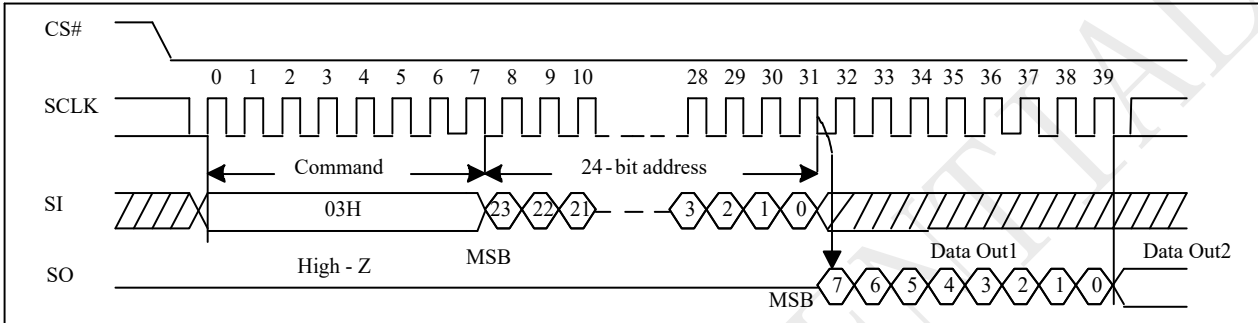 CS#
0 1 2 3 4 5 6 7 8 9 10 28 29 30 31 32 33 34 35 36 37 38 39
SCLK
Command 24-bit address
SI 03H 23 22 21 3 2 1 0
High - Z MSB Data Out1 Data Out2
SO MSB 7 6 5 4 3 2 1 0